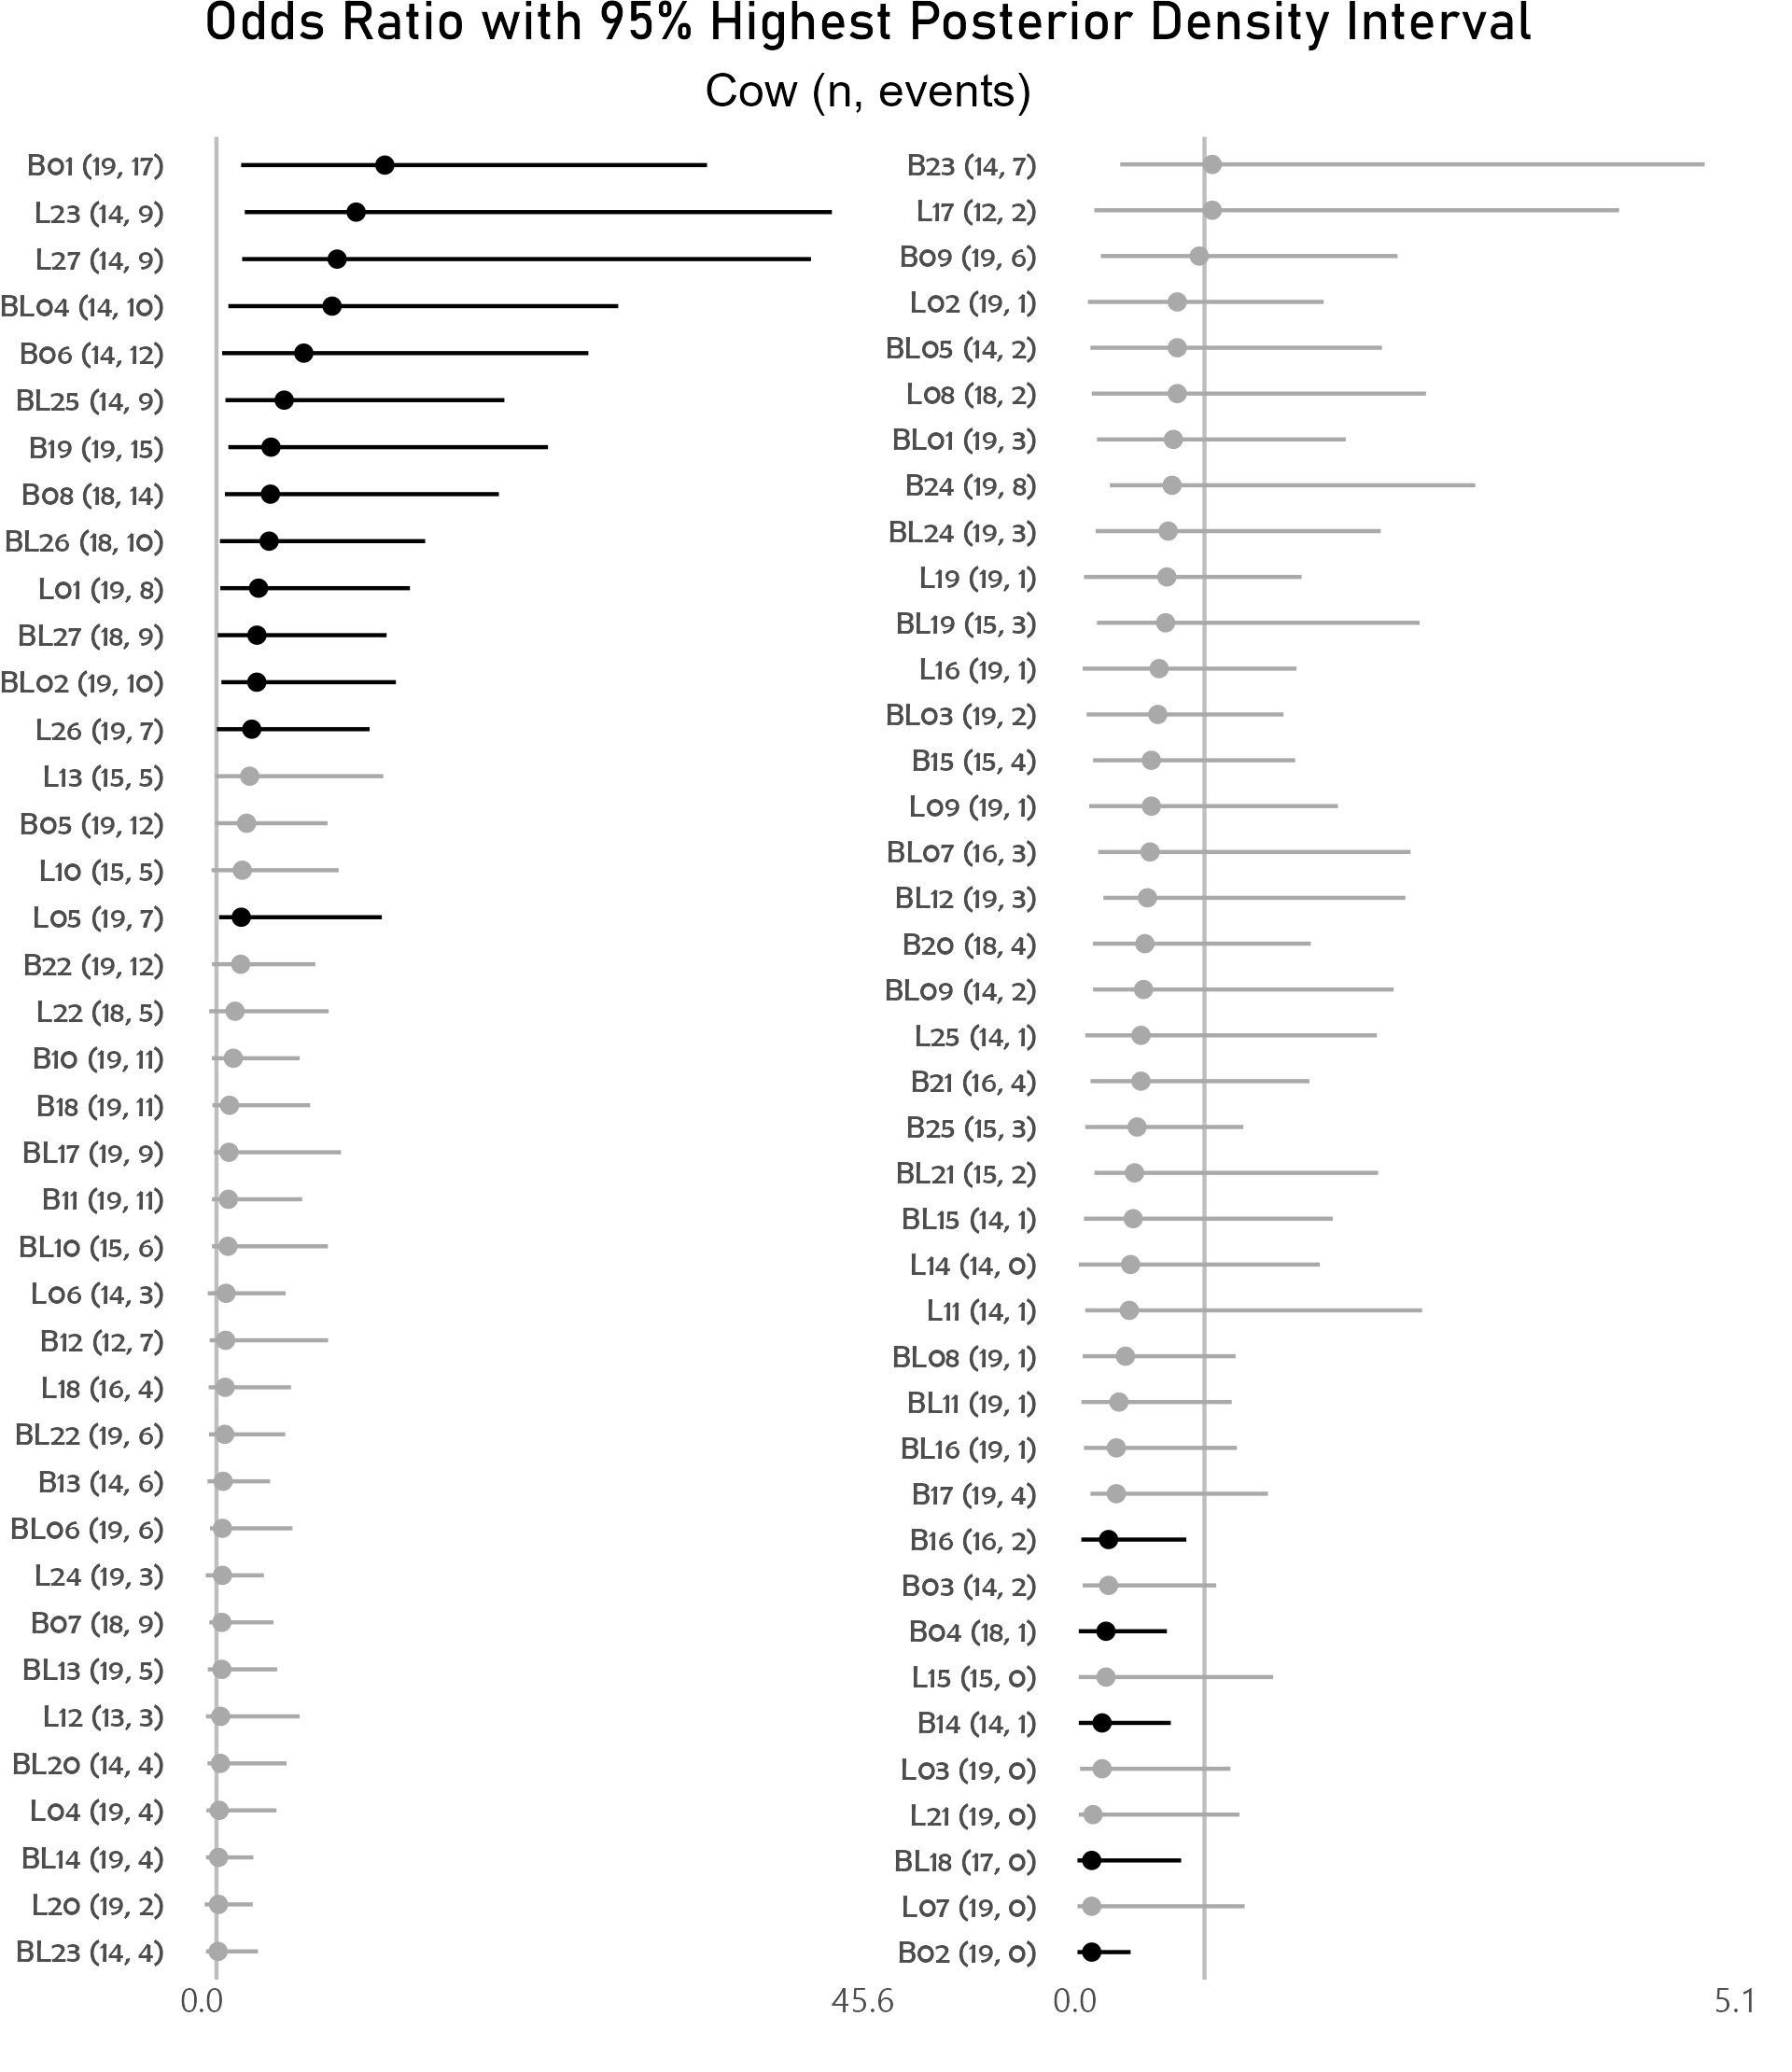 Odds Ratio with 95% Highest Posterior Density Interval
Cow (n, events)
B01 (19, 17)
L23 (14, 9)
L27 (14, 9)
BL04 (14, 10)
B06 (14, 12)
BL25 (14, 9)
B19 (19, 15)
B08 (18, 14)
BL26 (18, 10)
L01 (19, 8)
BL27 (18, 9)
BL02 (19, 10)
L26 (19, 7)
L13 (15, 5)
B05 (19, 12)
L10 (15, 5)
L05 (19, 7)
B22 (19, 12)
L22 (18, 5)
B10 (19, 11)
B18 (19, 11)
BL17 (19, 9)
B11 (19, 11)
BL10 (15, 6)
L06 (14, 3)
B12 (12, 7)
L18 (16, 4)
BL22 (19, 6)
B13 (14, 6)
BL06 (19, 6)
L24 (19, 3)
B07 (18, 9)
BL13 (19, 5)
L12 (13, 3)
BL20 (14, 4)
L04 (19, 4)
BL14 (19, 4)
L20 (19, 2)
BL23 (14, 4)
0.0 45.6
B23 (14, 7)
L17 (12, 2)
B09 (19, 6)
L02 (19, 1)
BL05 (14, 2)
L08 (18, 2)
BL01 (19, 3)
B24 (19, 8)
BL24 (19, 3)
L19 (19, 1)
BL19 (15, 3)
L16 (19, 1)
BL03 (19, 2)
B15 (15, 4)
L09 (19, 1)
BL07 (16, 3)
BL12 (19, 3)
B20 (18, 4)
BL09 (14, 2)
L25 (14, 1)
B21 (16, 4)
B25 (15, 3)
BL21 (15, 2)
BL15 (14, 1)
L14 (14, 0)
L11 (14, 1)
BL08 (19, 1)
BL11 (19, 1)
BL16 (19, 1)
B17 (19, 4)
B16 (16, 2)
B03 (14, 2)
B04 (18, 1)
L15 (15, 0)
B14 (14, 1)
L03 (19, 0)
L21 (19, 0)
BL18 (17, 0)
L07 (19, 0)
B02 (19, 0)
0.0 5.1